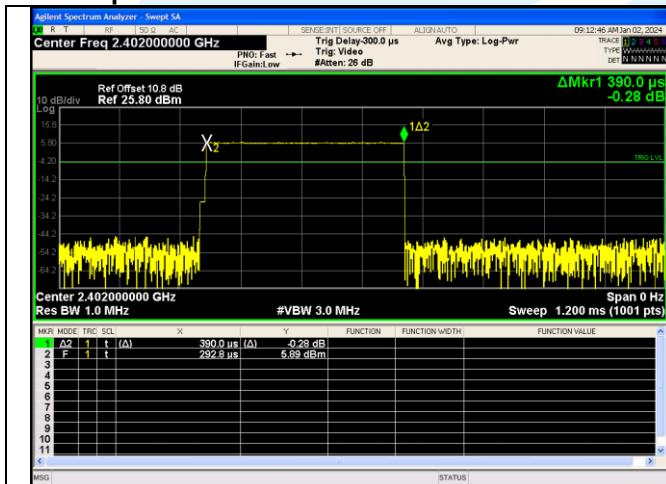 Agilent Spectrum Analyzer - Swept SA
R T RF 50 Ω AC SENSE:INT SOURCE OFF ALIGNAUTO 09:12:46 AM Jan 02, 2024
Center Freq 2.402000000 GHz PNO: Fast Trig Delay-300.0 µs Avg Type: Log-Pwr TRACE 1 2 3 4 5 6
IFGain:Low Trig: Video TYPE W
#Atten: 26 dB DET N N N N N N
Ref Offset 10.8 dB ΔMkr1 390.0 µs
10 dB/div Ref 25.80 dBm -0.28 dB
Log
15.8
1Δ2
5.80
X2
-4.20
TRIG LVL
-14.2
-24.2
-34.2
-44.2
-54.2
-64.2
Center 2.402000000 GHz Span 0 Hz
Res BW 1.0 MHz #VBW 3.0 MHz Sweep 1.200 ms (1001 pts)
MKR MODE TRC SCL X Y FUNCTION FUNCTION WIDTH FUNCTION VALUE
1 Δ2 1 t (Δ) 390.0 µs (Δ) -0.28 dB
2 F 1 t 292.8 µs 5.89 dBm
3
4
5
6
7
8
9
10
11
MSG STATUS